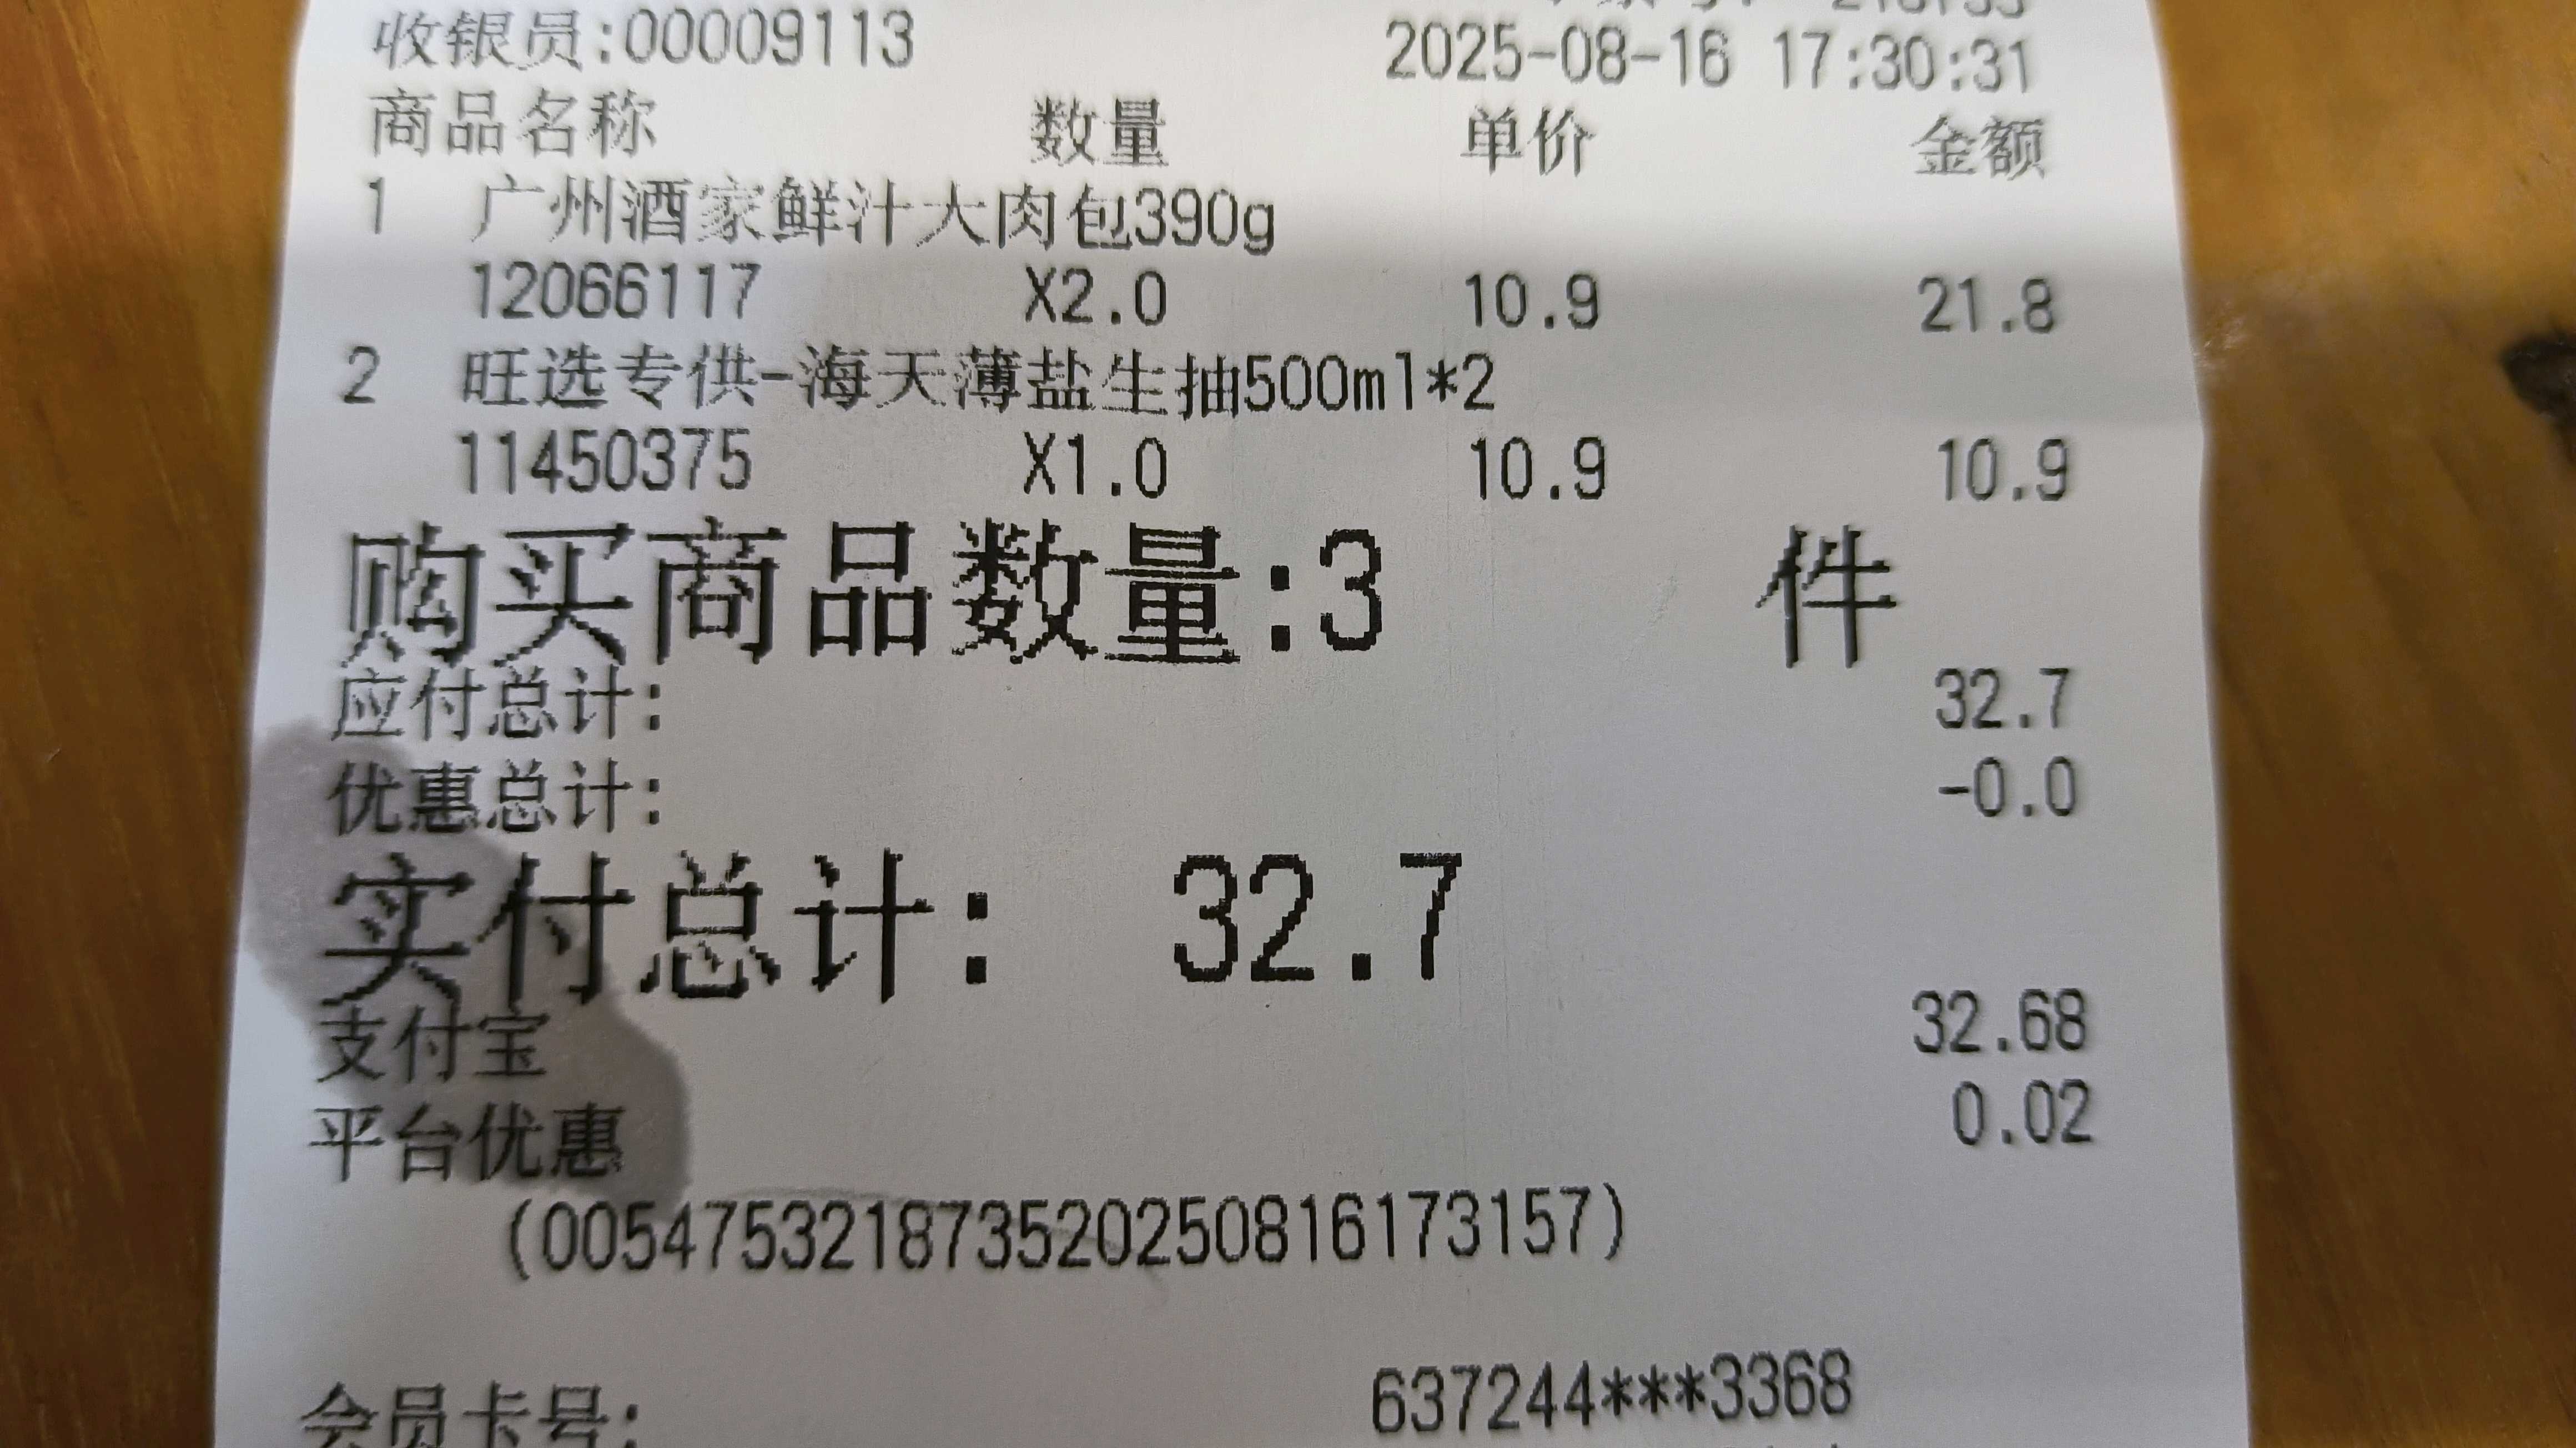 收银员:00009113
2025-08-16 17:30:31
商品名称 数量 单价 金额
1 广州酒家鲜汁大肉包390g
12066117 X2.0 10.9 21.8
2 旺选专供-海天薄盐生抽500ml*2
11450375 X1.0 10.9 10.9
购买商品数量:3 件
应付总计: 32.7
优惠总计: -0.0
实付总计: 32.7
支付宝 32.68
平台优惠 0.02
(005475321873520250816173157)
会员卡号: 637244***3368